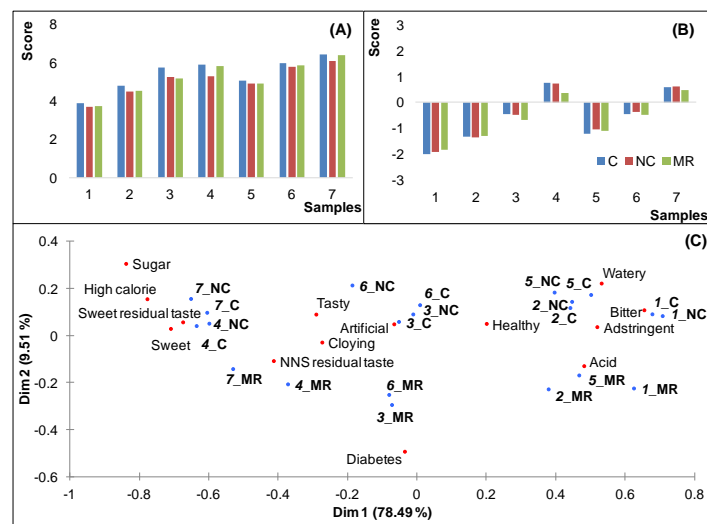 (A)
Score
8
6
4
2
0
1 2 3 4 5 6 7
Samples
(B)
Score
3
2
1
0
-1
-2
-3
C NC MR
1 2 3 4 5 6 7
Samples
(C)
Dim 2 (9.51 %)
0.4
0.2
0
-0.2
-0.4
-0.6
Sugar
High calorie
7_NC
6_NC
5_NC
5_C
Watery
Sweet residual taste
7_C
Tasty
6_C
2_NC
Bitter
1_C
4_NC
Artificial
3_NC
Healthy
2_C
Adstringent
1_NC
Sweet
4_C
Cloying
3_C
NNS residual taste
Acid
7_MR
4_MR
6_MR
5_MR
2_MR
1_MR
3_MR
Diabetes
-1 -0.8 -0.6 -0.4 -0.2 0 0.2 0.4 0.6 0.8
Dim 1 (78.49 %)